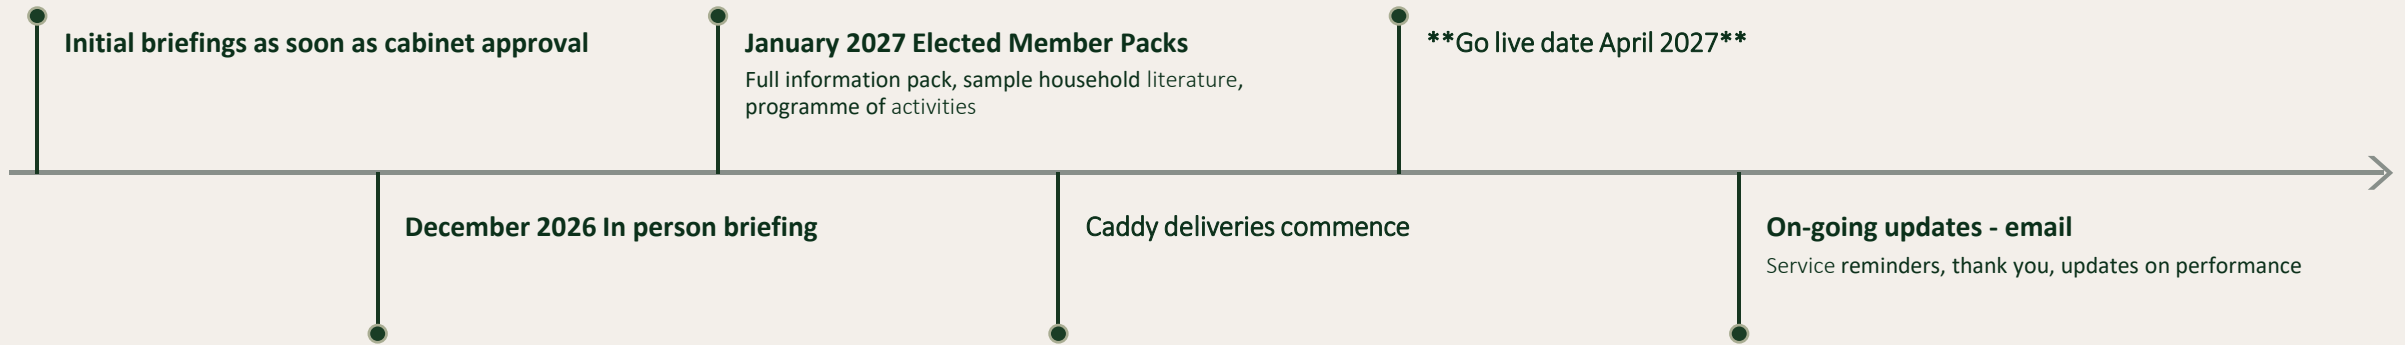 Initial briefings as soon as cabinet approval
December 2026 In person briefing
January 2027 Elected Member Packs
Full information pack, sample household literature,
programme of activities
Caddy deliveries commence
**Go live date April 2027**
On-going updates - email
Service reminders, thank you, updates on performance